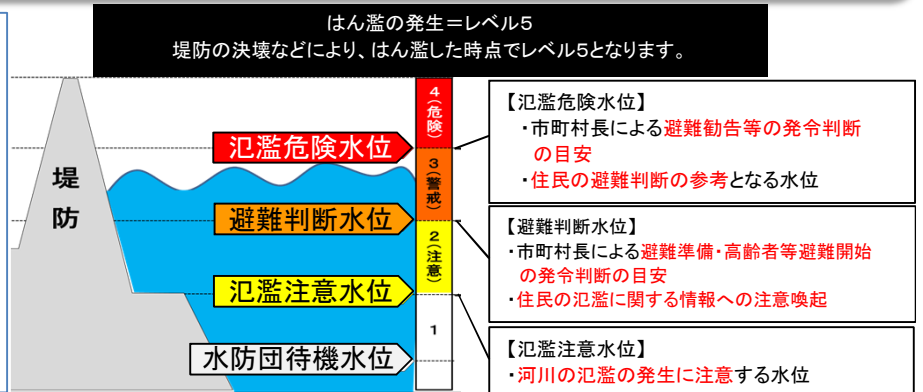 はん濫の発生＝レベル５
堤防の決壊などにより、はん濫した時点でレベル５となります。
堤防
氾濫危険水位
避難判断水位
氾濫注意水位
水防団待機水位
４（危険）
３（警戒）
２（注意）
１
【氾濫危険水位】
・市町村長による避難勧告等の発令判断
の目安
・住民の避難判断の参考となる水位
【避難判断水位】
・市町村長による避難準備・高齢者等避難開始
の発令判断の目安
・住民の氾濫に関する情報への注意喚起
【氾濫注意水位】
・河川の氾濫の発生に注意する水位